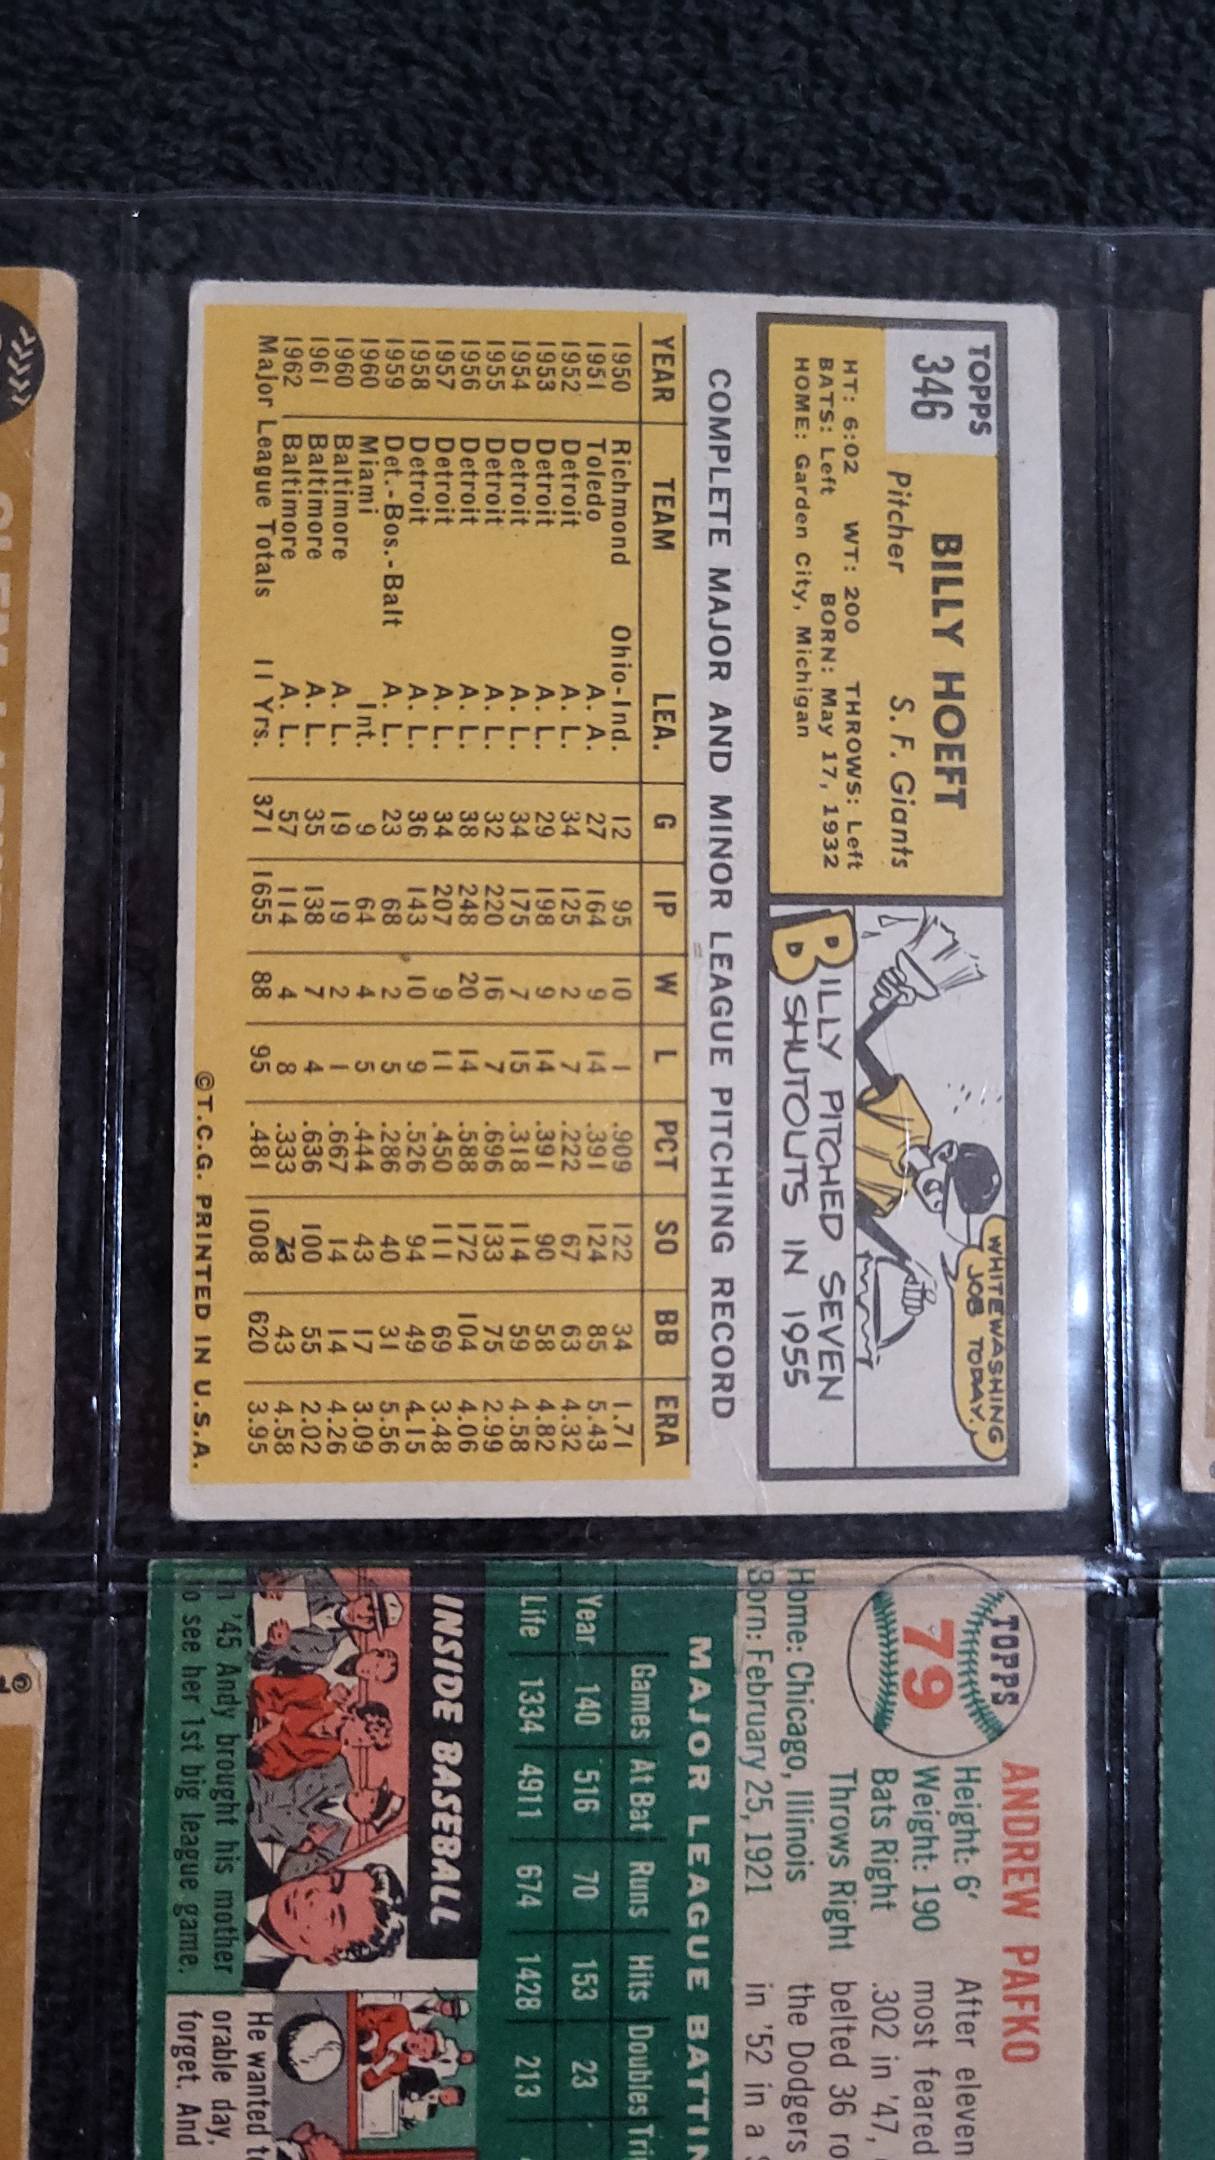 TOPPS
346
BILLY HOEFT
Pitcher S. F. Giants
HT: 6:02 WT: 200 THROWS: Left
BATS: Left BORN: May 17, 1932
HOME: Garden City, Michigan
WHITEWASHING
JOB TODAY.
BILLY PITCHED SEVEN
SHUTOUTS IN 1955
COMPLETE MAJOR AND MINOR LEAGUE PITCHING RECORD
YEAR TEAM LEA. G IP W L PCT SO BB ERA
1950 Richmond Ohio-Ind. 12 95 10 1 .909 122 34 1.71
1951 Toledo A. A. 27 164 9 14 .391 124 85 5.43
1952 Detroit A. L. 34 125 2 7 .222 67 63 4.32
1953 Detroit A. L. 29 198 9 14 .391 90 58 4.82
1954 Detroit A. L. 34 175 7 15 .318 114 59 4.58
1955 Detroit A. L. 32 220 16 7 .696 133 75 2.99
1956 Detroit A. L. 38 248 20 14 .588 172 104 4.06
1957 Detroit A. L. 34 207 9 11 .450 111 69 3.48
1958 Detroit A. L. 36 143 10 9 .526 94 49 4.15
1959 Det.-Bos.-Balt A. L. 23 68 2 5 .286 40 31 5.56
1960 Miami Int. 9 64 4 5 .444 43 17 3.09
1960 Baltimore A. L. 19 19 2 1 .667 14 14 4.26
1961 Baltimore A. L. 35 138 7 4 .636 100 55 2.02
1962 Baltimore A. L. 57 114 4 8 .333 73 43 4.58
Major League Totals 11 Yrs. 371 1655 88 95 .481 1008 620 3.95
©T.C.G. PRINTED IN U.S.A.
TOPPS
79
ANDREW PAFKO
Height: 6'
Weight: 190
Bats Right
Throws Right
Home: Chicago, Illinois
Born: February 25, 1921
After eleven
most feared
.302 in '47,
belted 36 ro
the Dodgers
in '52 in a
MAJOR LEAGUE BATTIN
Games At Bat Runs Hits Doubles Tri
Year 140 516 70 153 23
Life 1334 4911 674 1428 213
INSIDE BASEBALL
'45 Andy brought his mother
to see her 1st big league game.
He wanted to
orable day,
forget. And